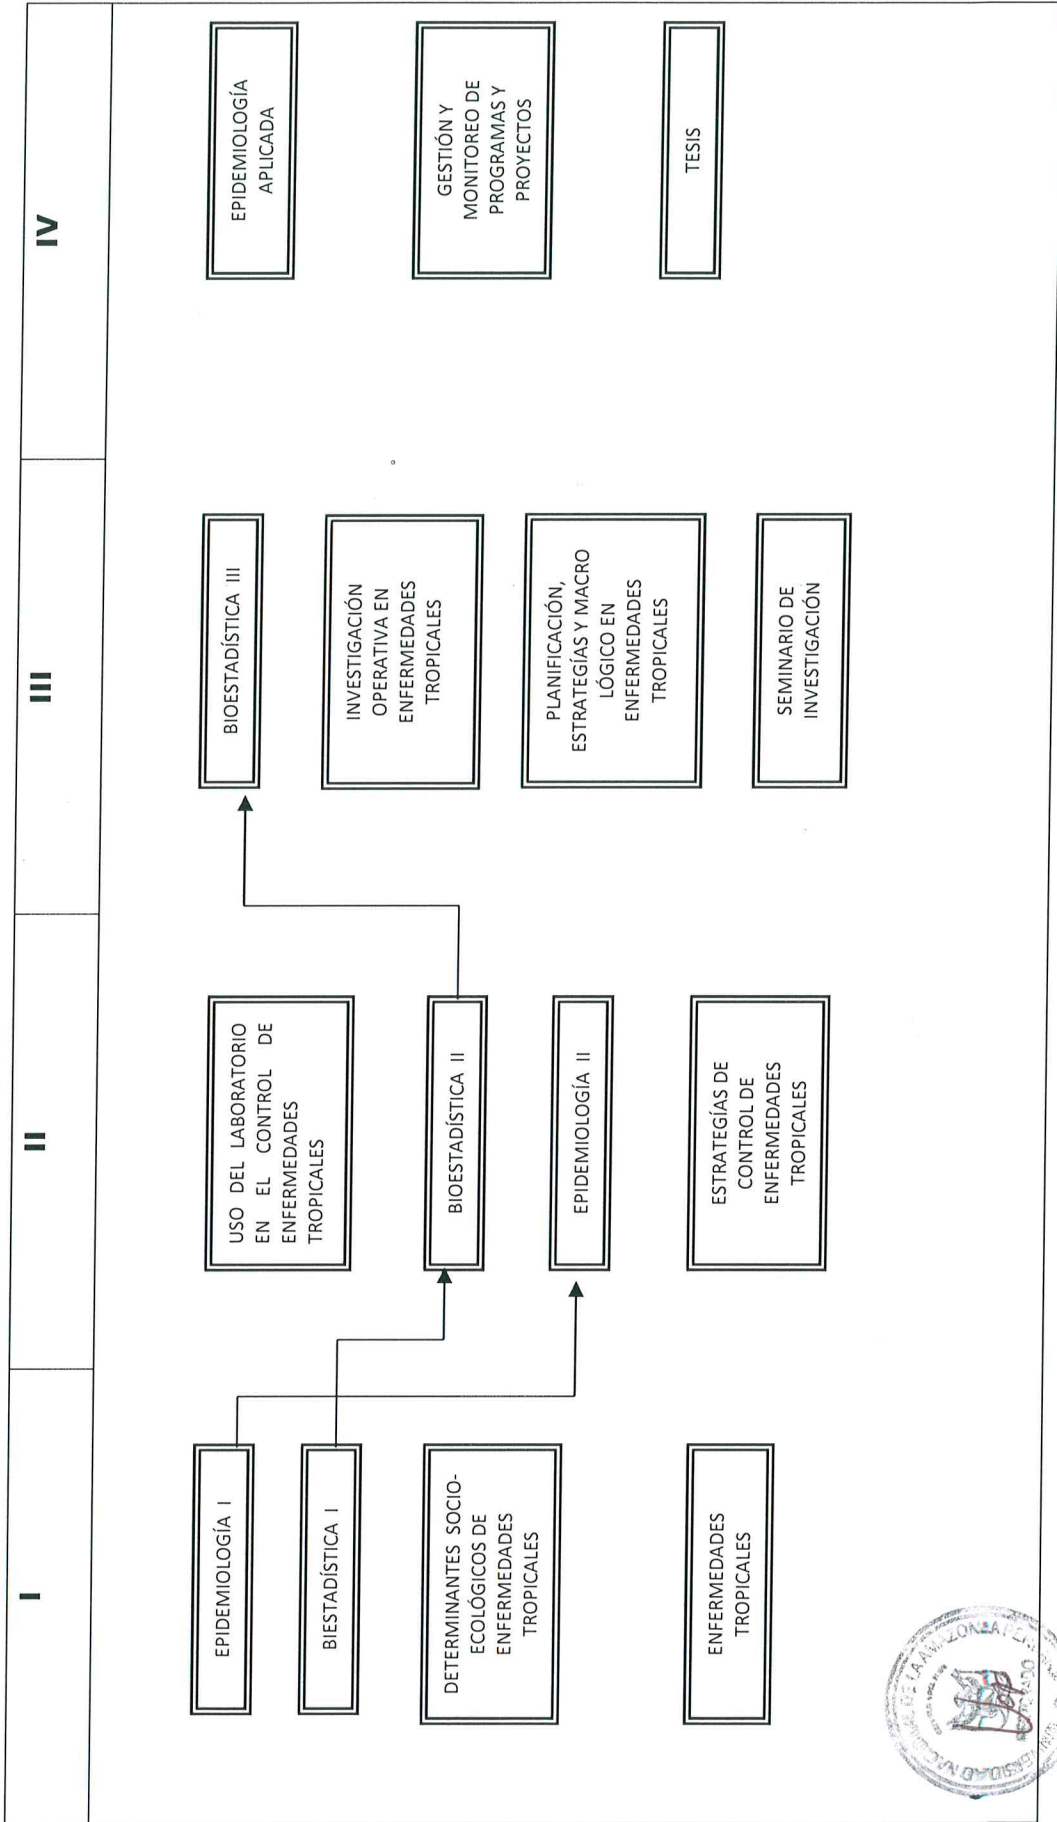 I
II
III
IV
EPIDEMIOLOGÍA I
BIESTADÍSTICA I
DETERMINANTES SOCIO-
ECOLÓGICOS DE
ENFERMEDADES
TROPICALES
ENFERMEDADES
TROPICALES
USO DEL LABORATORIO
EN EL CONTROL DE
ENFERMEDADES
TROPICALES
BIOESTADÍSTICA II
EPIDEMIOLOGÍA II
ESTRATEGÍAS DE
CONTROL DE
ENFERMEDADES
TROPICALES
BIOESTADÍSTICA III
INVESTIGACIÓN
OPERATIVA EN
ENFERMEDADES
TROPICALES
PLANIFICACIÓN,
ESTRATEGÍAS Y MACRO
LÓGICO EN
ENFERMEDADES
TROPICALES
SEMINARIO DE
INVESTIGACIÓN
EPIDEMIOLOGÍA
APLICADA
GESTIÓN Y
MONITOREO DE
PROGRAMAS Y
PROYECTOS
TESIS
DE LA AMAZONIA